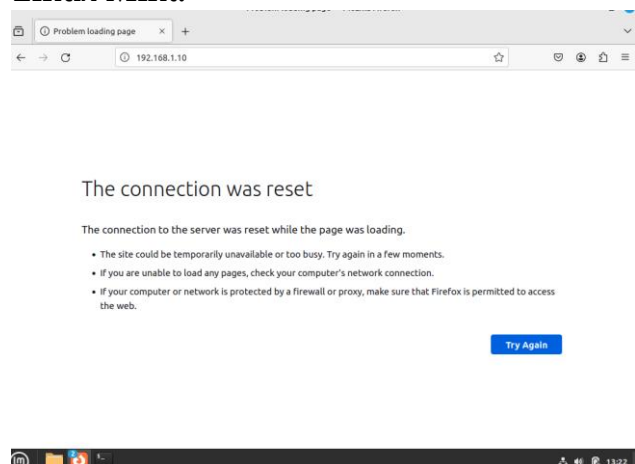 Problem loading page
192.168.1.10
The connection was reset
The connection to the server was reset while the page was loading.
The site could be temporarily unavailable or too busy. Try again in a few moments.
If you are unable to load any pages, check your computer's network connection.
If your computer or network is protected by a firewall or proxy, make sure that Firefox is permitted to access
the web.
Try Again
2
13:22